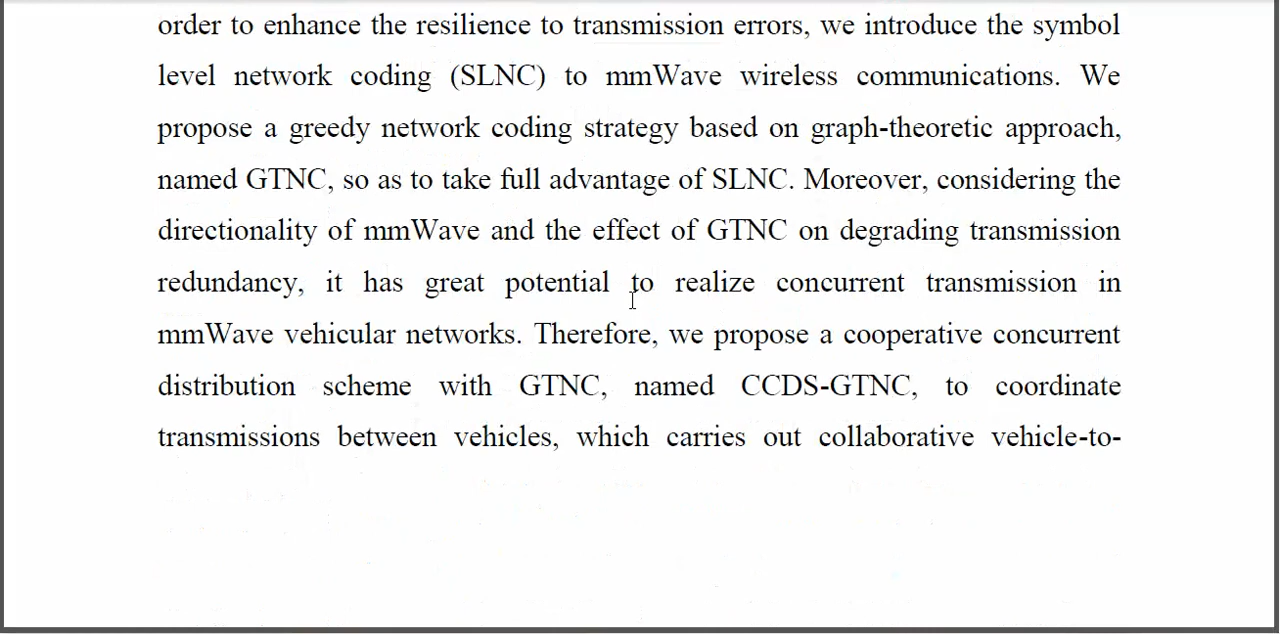 order to enhance the resilience to transmission errors, we introduce the symbol
level network coding (SLNC) to mmWave wireless communications. We
propose a greedy network coding strategy based on graph-theoretic approach,
named GTNC, so as to take full advantage of SLNC. Moreover, considering the
directionality of mmWave and the effect of GTNC on degrading transmission
redundancy, it has great potential to realize concurrent transmission in
mmWave vehicular networks. Therefore, we propose a cooperative concurrent
distribution scheme with GTNC, named CCDS-GTNC, to coordinate
transmissions between vehicles, which carries out collaborative vehicle-to-